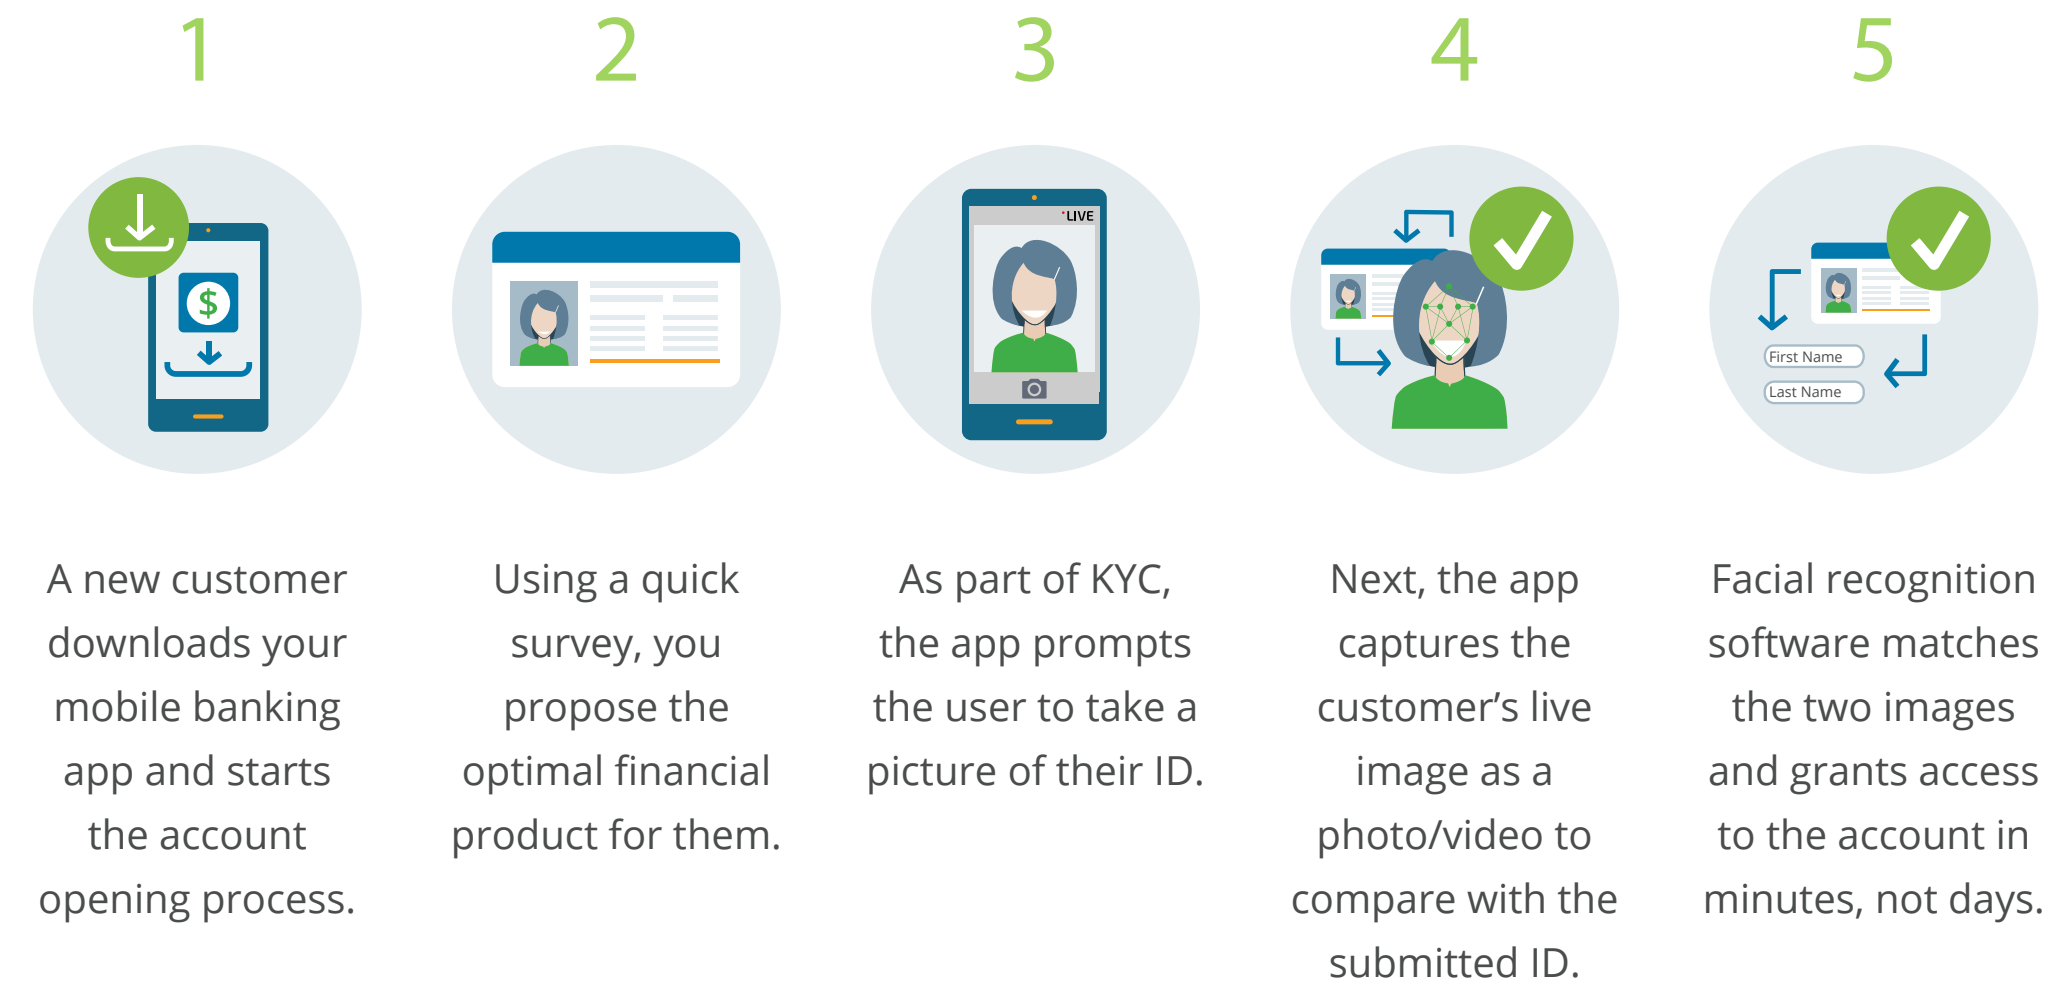 1
2
3
4
5
LIVE
First Name
Last Name
A new customer
downloads your
mobile banking
app and starts
the account
opening process.
Using a quick
survey, you
propose the
optimal financial
product for them.
As part of KYC,
the app prompts
the user to take a
picture of their ID.
Next, the app
captures the
customer’s live
image as a
photo/video to
compare with the
submitted ID.
Facial recognition
software matches
the two images
and grants access
to the account in
minutes, not days.